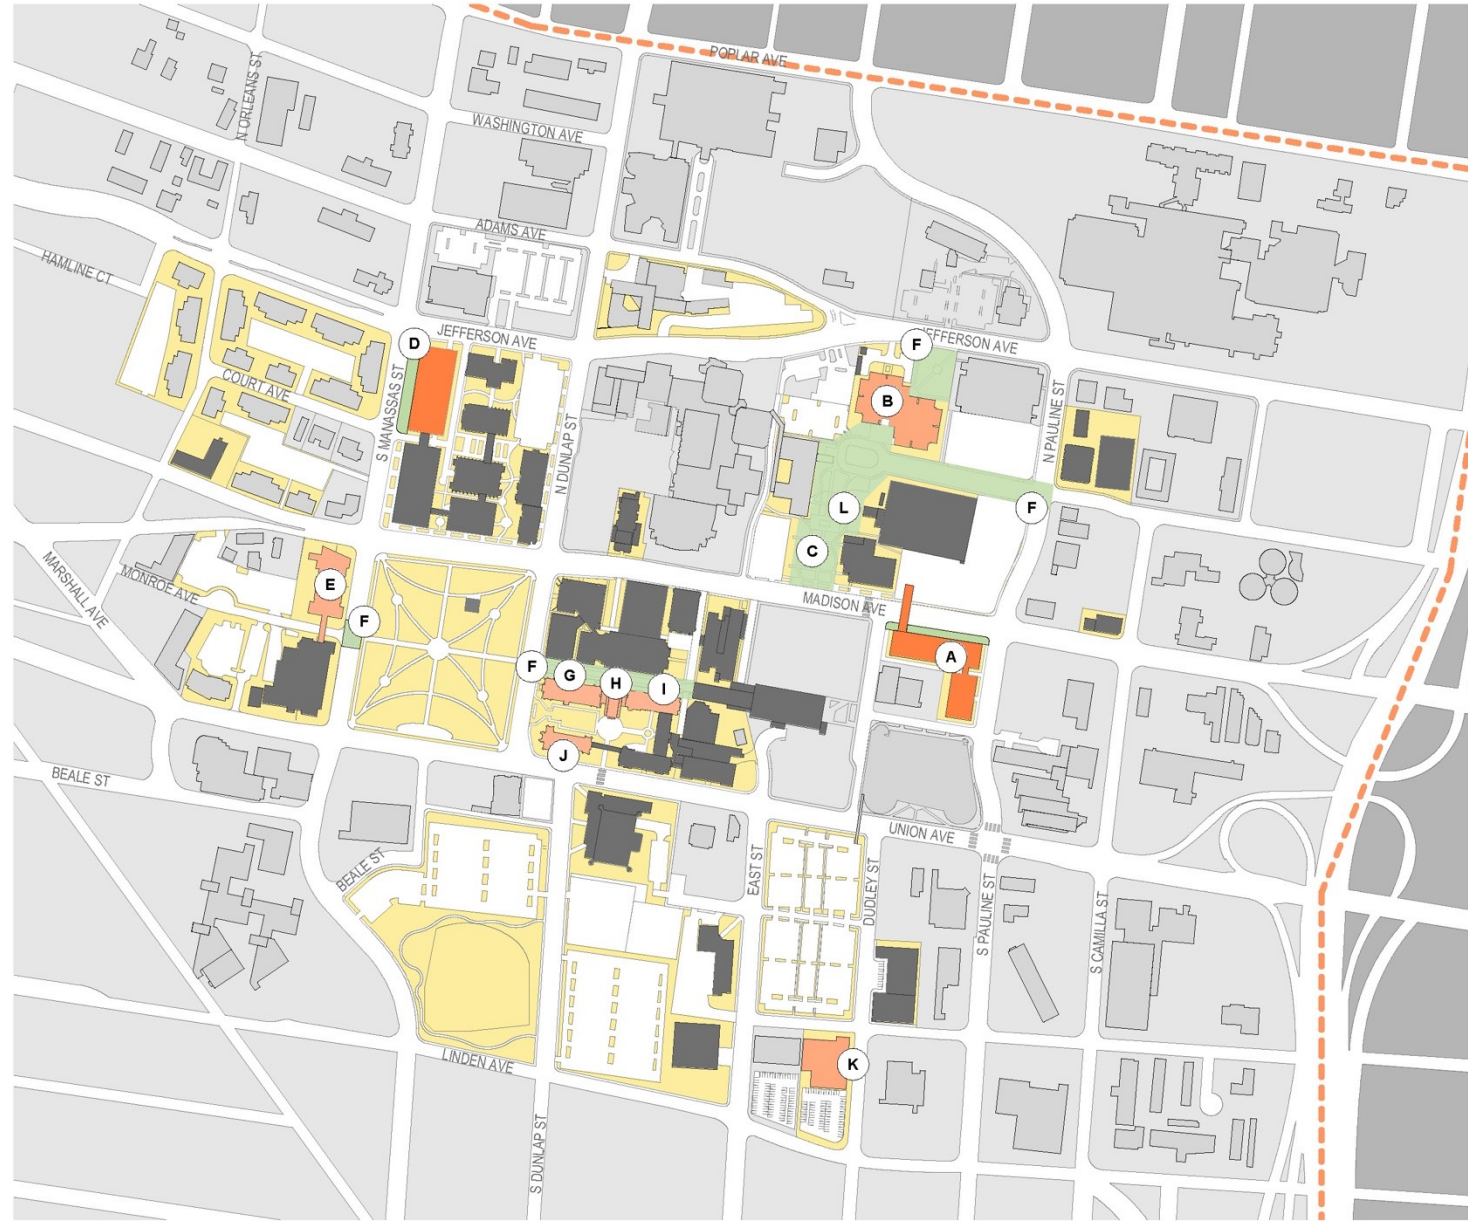 POPLAR AVE
N ORLEANS ST
WASHINGTON AVE
ADAMS AVE
HAMLINE CT
JEFFERSON AVE
D
F
JEFFERSON AVE
COURT AVE
S MANASSAS ST
B
N PAULINE ST
N DUNLAP ST
L
F
C
MARSHALL AVE
MONROE AVE
E
MADISON AVE
F
F
G
H
I
A
J
BEALE ST
UNION AVE
BEALE ST
EAST ST
DUDLEY ST
S PAULINE ST
S CAMILLA ST
LINDEN AVE
K
S DUNLAP ST